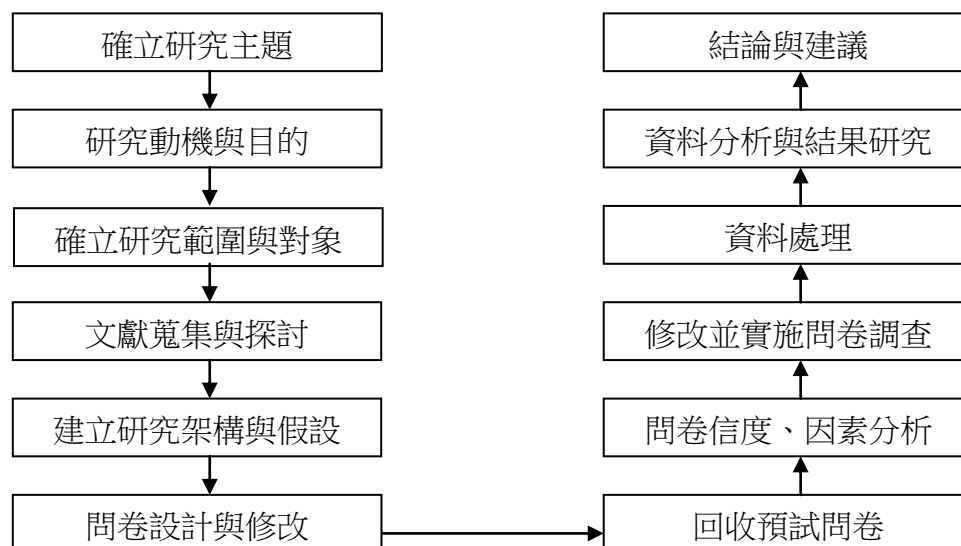 確立研究主題
研究動機與目的
確立研究範圍與對象
文獻蒐集與探討
建立研究架構與假設
問卷設計與修改
回收預試問卷
問卷信度、因素分析
修改並實施問卷調查
資料處理
資料分析與結果研究
結論與建議